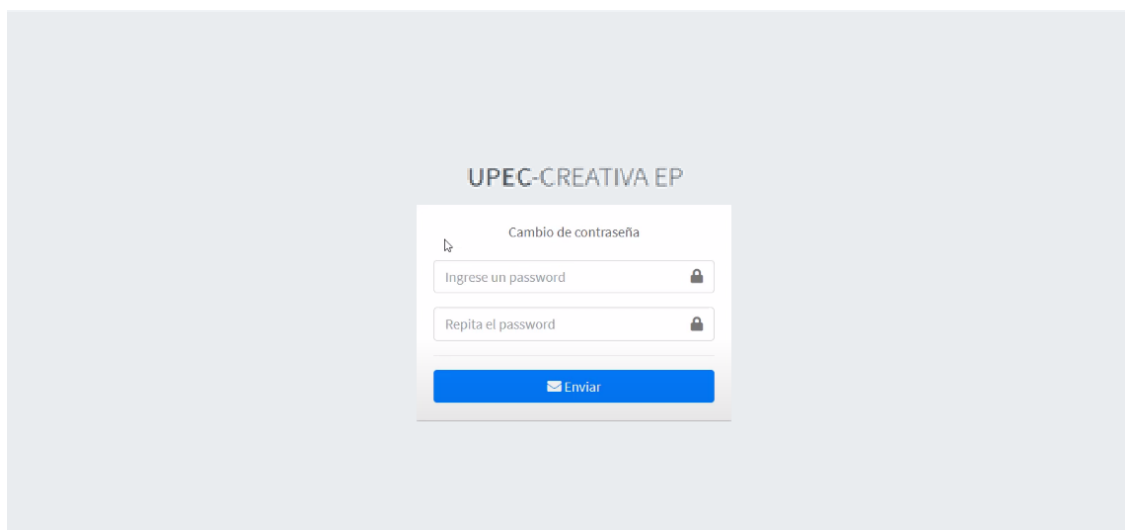 UPEC-CREATIVA EP
Cambio de contraseña
Ingrese un password
Repita el password
Enviar